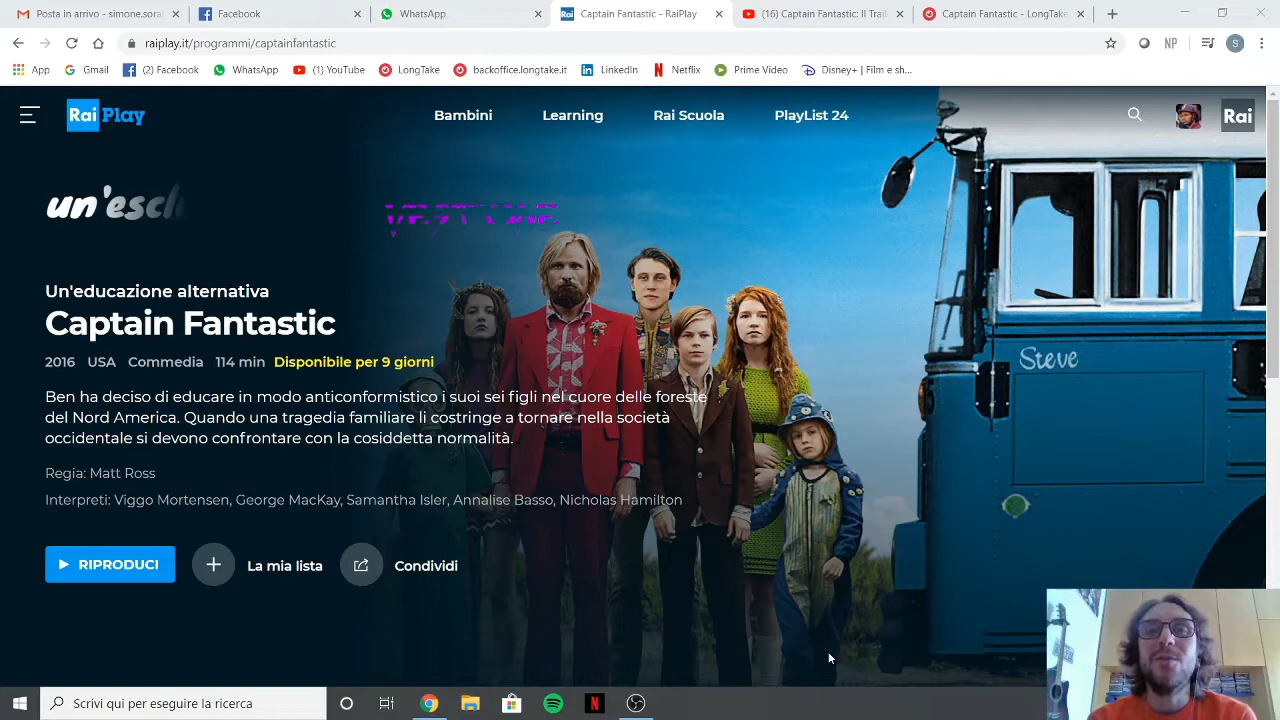 Posta in arrivo - simone.soran
Facebook
WhatsApp
Captain Fantastic - RaiPlay
(16) Captain Fantastic: Il Trail
Captain Fantastic - LongTake
raiplay.it/programmi/captainfantastic
NP
S
App
Gmail
(2) Facebook
WhatsApp
(1) YouTube
LongTake
backoffice.longtake.it
LinkedIn
Netflix
Prime Video
Disney+ | Film e sh...
Rai Play
Bambini
Learning
Rai Scuola
PlayList 24
Rai
un'escl
Steve
Un'educazione alternativa
Captain Fantastic
2016 USA Commedia 114 min Disponibile per 9 giorni
Ben ha deciso di educare in modo anticonformistico i suoi sei figli nel cuore delle foreste
del Nord America. Quando una tragedia familiare li costringe a tornare nella società
occidentale si devono confrontare con la cosiddetta normalità.
Regia: Matt Ross
Interpreti: Viggo Mortensen, George MacKay, Samantha Isler, Annalise Basso, Nicholas Hamilton
RIPRODUCI
La mia lista
Condividi
Scrivi qui per eseguire la ricerca